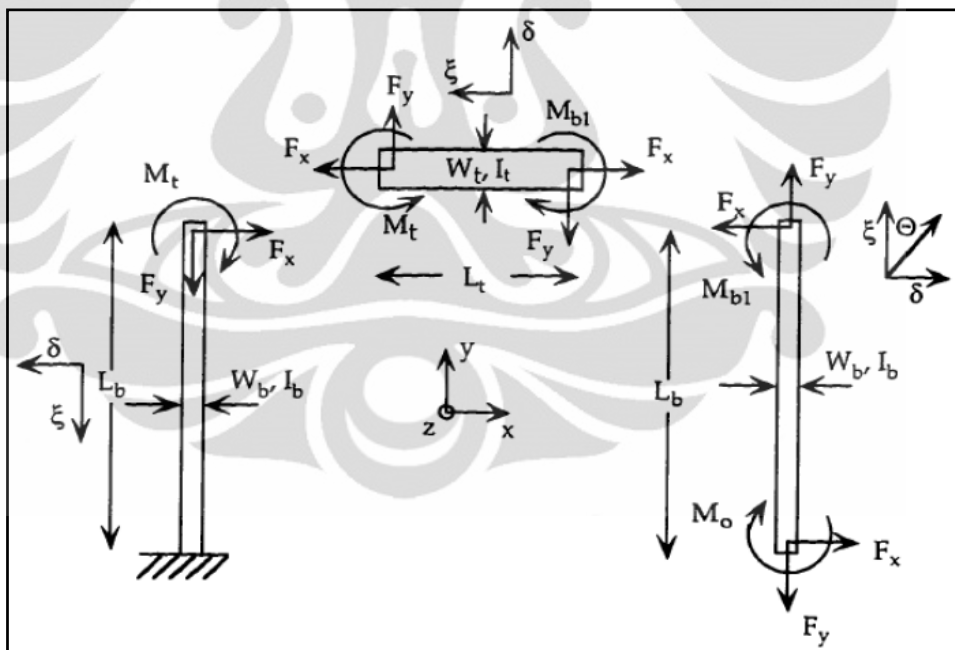 δ
ξ
F_y
M_b1
F_x
W_t, I_t
F_x
M_t
F_y
L_t
M_t
F_x
F_y
δ
ξ
L_b
W_b, I_b
y
z
x
F_y
F_x
M_b1
ξ
Θ
δ
L_b
W_b, I_b
M_o
F_x
F_y